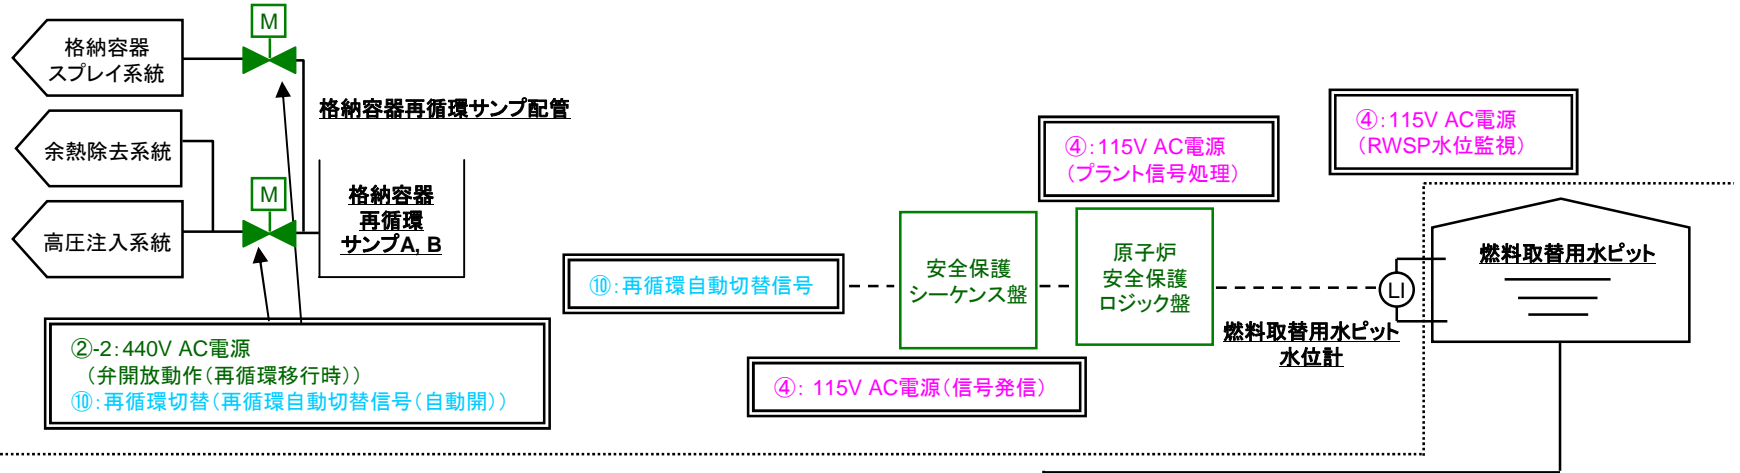 M
格納容器
スプレイ系統
格納容器再循環サンプ配管
余熱除去系統
M
格納容器
再循環
サンプA, B
高圧注入系統
②-2：440V AC電源
（弁開放動作（再循環移行時））
⑩：再循環切替（再循環自動切替信号（自動開））
⑩：再循環自動切替信号
安全保護
シーケンス盤
④： 115V AC電源（信号発信）
④：115V AC電源
（プラント信号処理）
原子炉
安全保護
ロジック盤
④：115V AC電源
（RWSP水位監視）
燃料取替用水ピット
LI
燃料取替用水ピット
水位計